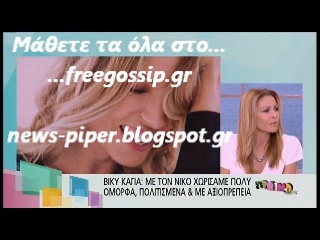 Μάθετε τα όλα στο...
...freegossip.gr
news-piper.blogspot.gr
ΒΙΚΥ ΚΑΓΙΑ: ΜΕ ΤΟΝ ΝΙΚΟ ΧΩΡΙΣΑΜΕ ΠΟΛΥ
ΟΜΟΡΦΑ, ΠΟΛΙΤΙΣΜΕΝΑ & ΜΕ ΑΞΙΟΠΡΕΠΕΙΑ